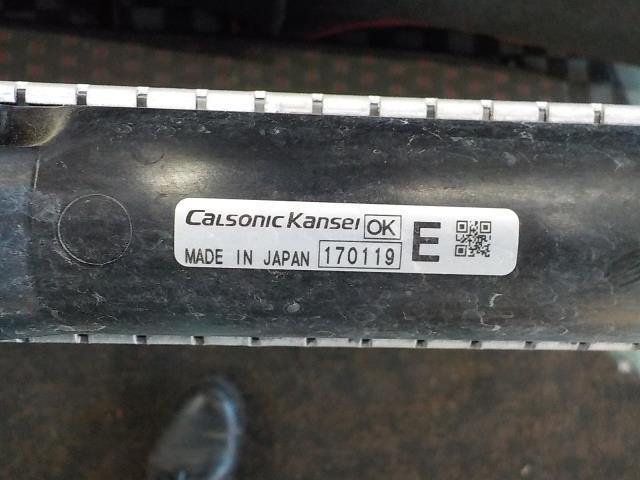 Calsonic Kansei OK E
MADE IN JAPAN 170119